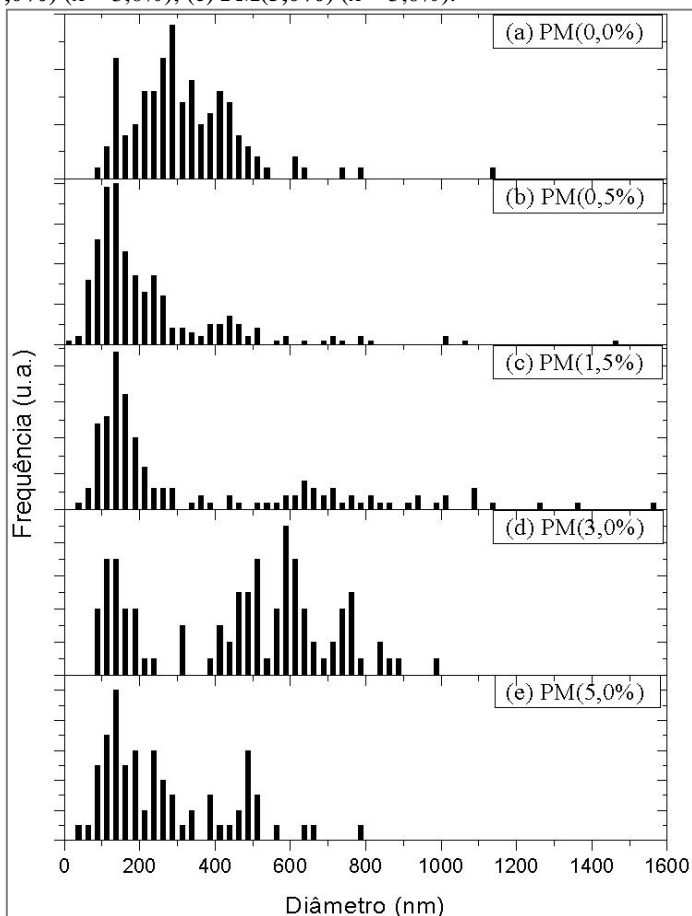 (a) PM(0,0%)
(b) PM(0,5%)
(c) PM(1,5%)
(d) PM(3,0%)
(e) PM(5,0%)
Frequência (u.a.)
0 200 400 600 800 1000 1200 1400 1600
Diâmetro (nm)